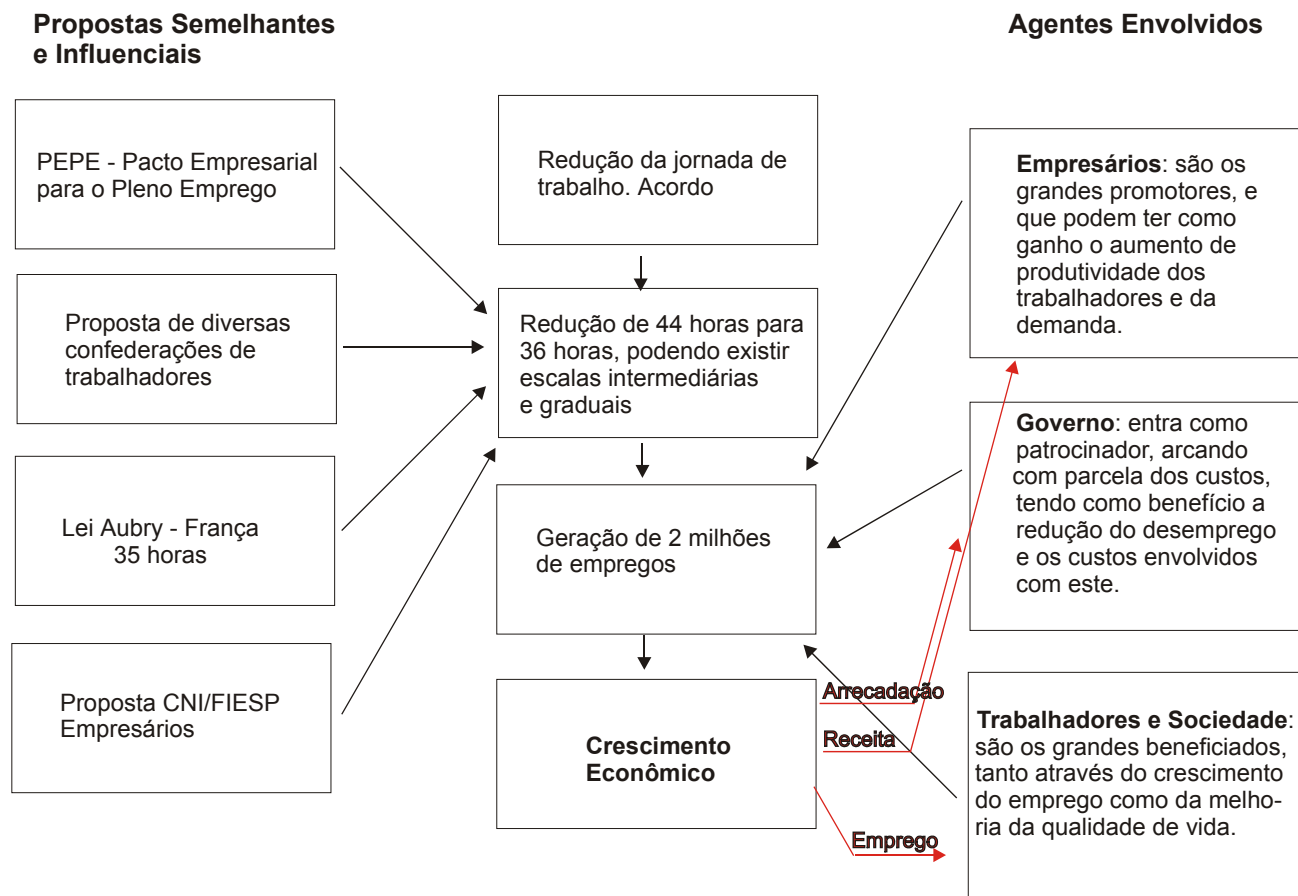 Propostas Semelhantes
e Influenciais
Agentes Envolvidos
PEPE - Pacto Empresarial
para o Pleno Emprego
Proposta de diversas
confederações de
trabalhadores
Lei Aubry - França
35 horas
Proposta CNI/FIESP
Empresários
Redução da jornada de
trabalho. Acordo
Redução de 44 horas para
36 horas, podendo existir
escalas intermediárias
e graduais
Geração de 2 milhões
de empregos
Crescimento
Econômico
Arrecadação
Receita
Emprego
Empresários: são os
grandes promotores, e
que podem ter como
ganho o aumento de
produtividade dos
trabalhadores e da
demanda.
Governo: entra como
patrocinador, arcando
com parcela dos custos,
tendo como benefício a
redução do desemprego
e os custos envolvidos
com este.
Trabalhadores e Sociedade:
são os grandes beneficiados,
tanto através do crescimento
do emprego como da melho-
ria da qualidade de vida.